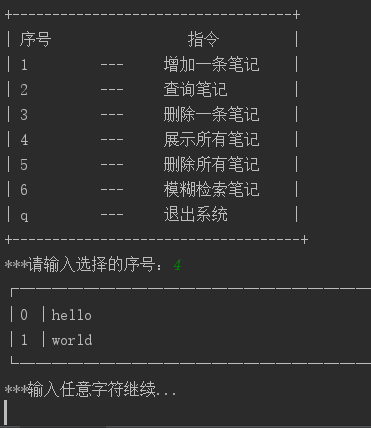 +-----------------------------------+
| 序号 指令 |
| 1 --- 增加一条笔记 |
| 2 --- 查询笔记 |
| 3 --- 删除一条笔记 |
| 4 --- 展示所有笔记 |
| 5 --- 删除所有笔记 |
| 6 --- 模糊检索笔记 |
| q --- 退出系统 |
+------------------------------------+
***请输入选择的序号：4
|0 |hello
|1 |world
***输入任意字符继续...